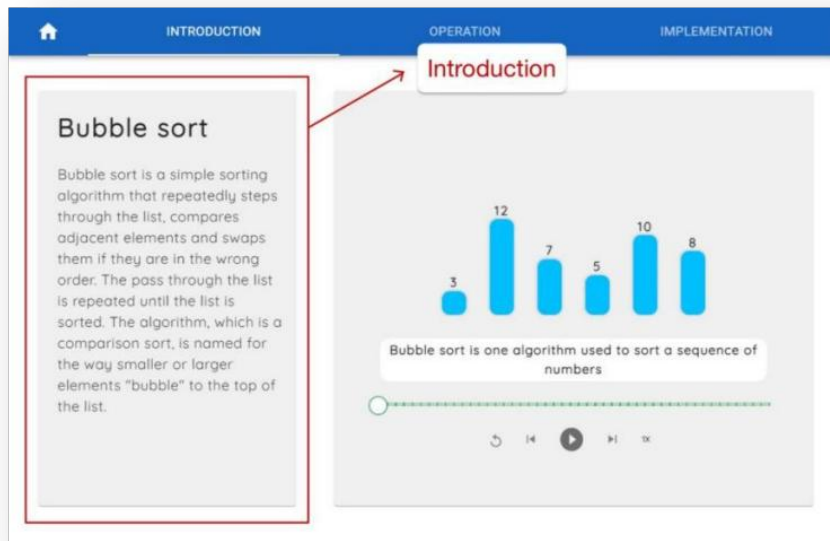 INTRODUCTION
OPERATION
IMPLEMENTATION
Introduction
Bubble sort
Bubble sort is a simple sorting
algorithm that repeatedly steps
through the list, compares
adjacent elements and swaps
them if they are in the wrong
order. The pass through the list
is repeated until the list is
sorted. The algorithm, which is a
comparison sort, is named for
the way smaller or larger
elements "bubble" to the top of
the list.
3
12
7
5
10
8
Bubble sort is one algorithm used to sort a sequence of
numbers
1X